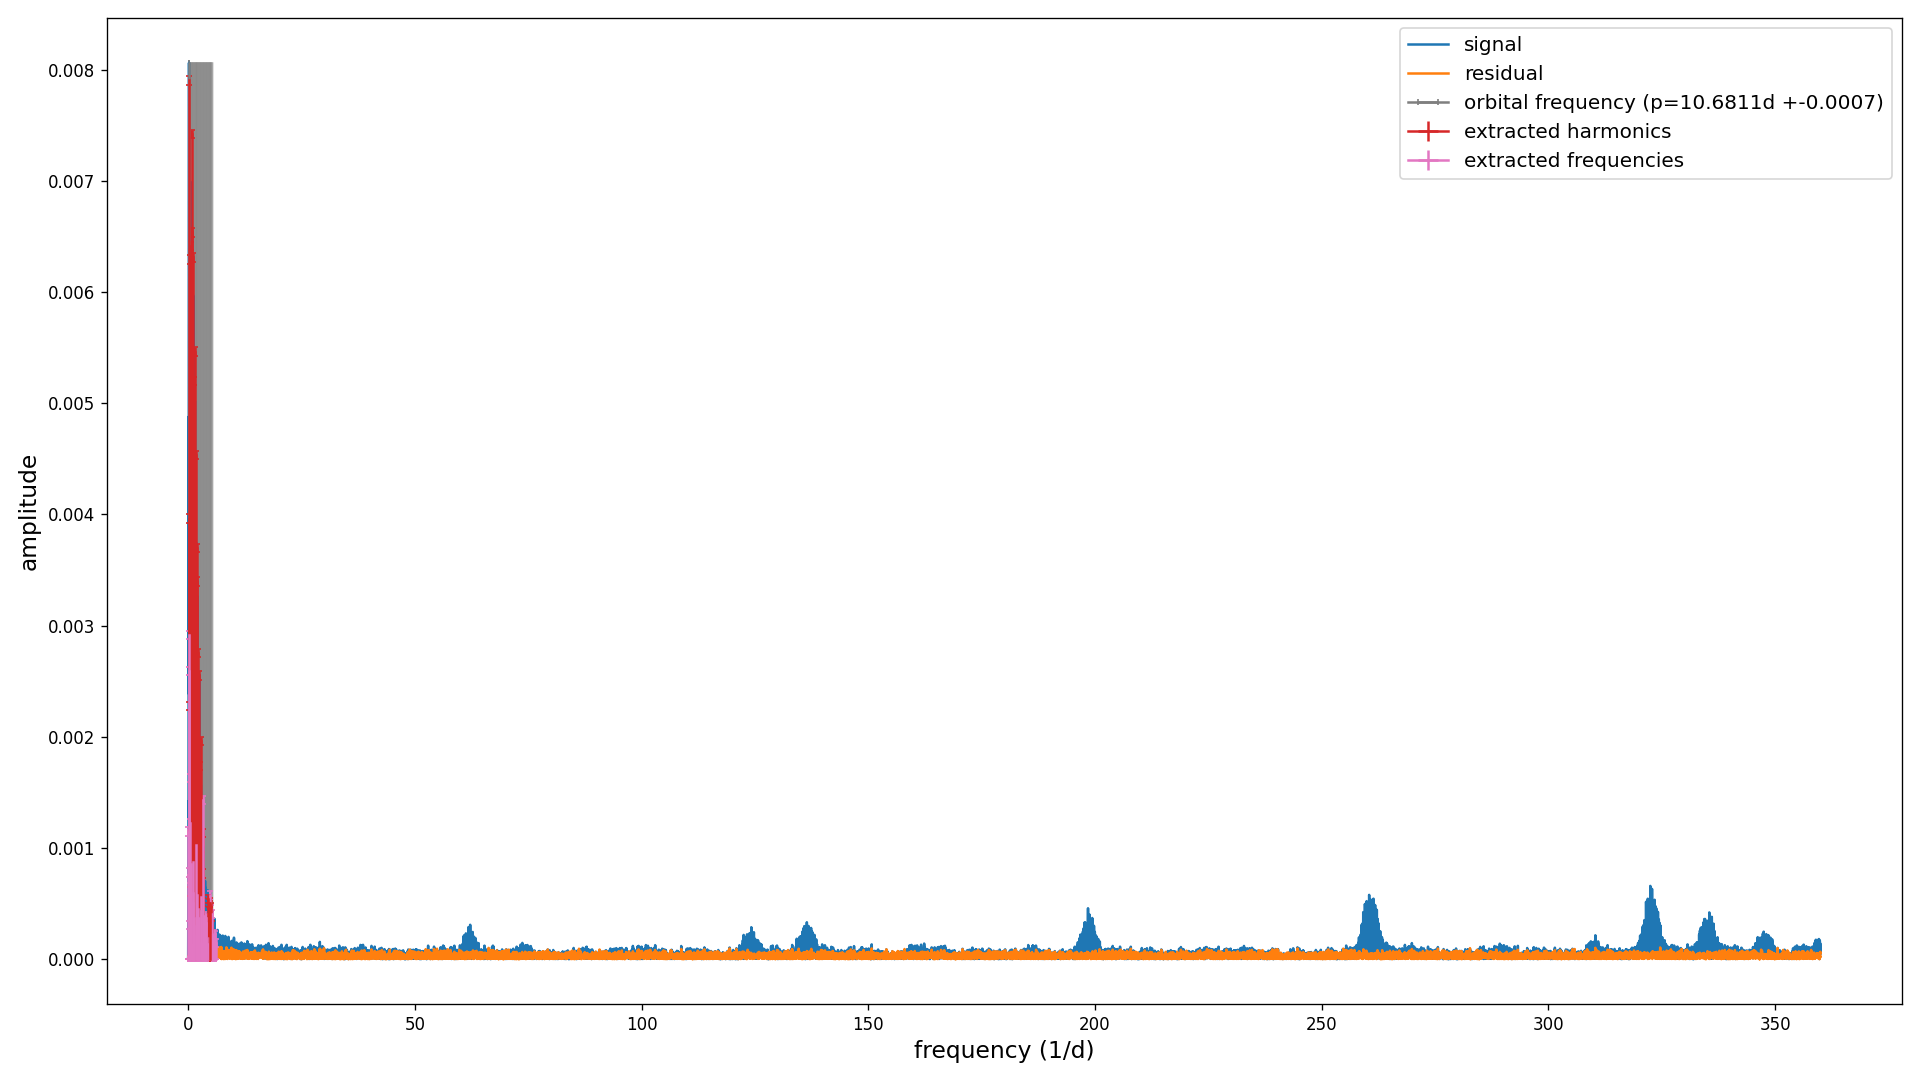 signal
residual
orbital frequency (p=10.6811d +-0.0007)
extracted harmonics
extracted frequencies
0.008
0.007
0.006
0.005
0.004
0.003
0.002
0.001
0.000
amplitude
0 50 100 150 200 250 300 350
frequency (1/d)